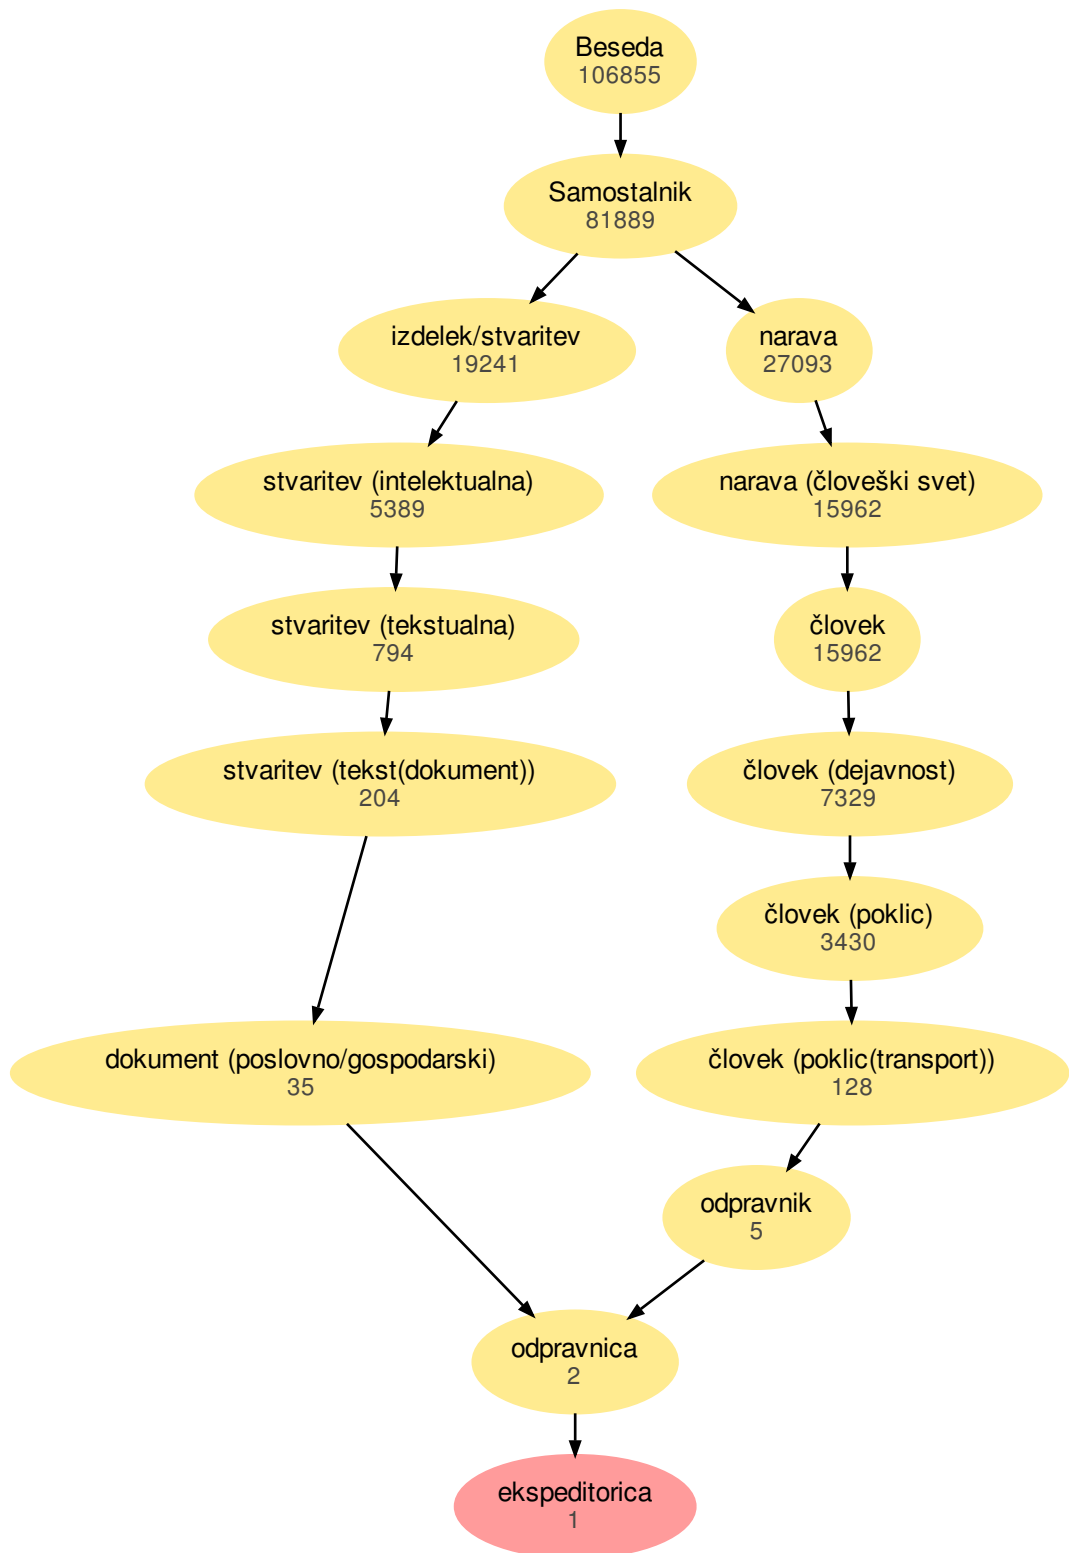 Beseda
106855
Samostalnik
81889
izdelek/stvaritev
19241
narava
27093
stvaritev (intelektualna)
5389
narava (človeški svet)
15962
stvaritev (tekstualna)
794
človek
15962
stvaritev (tekst(dokument))
204
človek (dejavnost)
7329
človek (poklic)
3430
dokument (poslovno/gospodarski)
35
človek (poklic(transport))
128
odpravnik
5
odpravnica
2
ekspeditorica
1